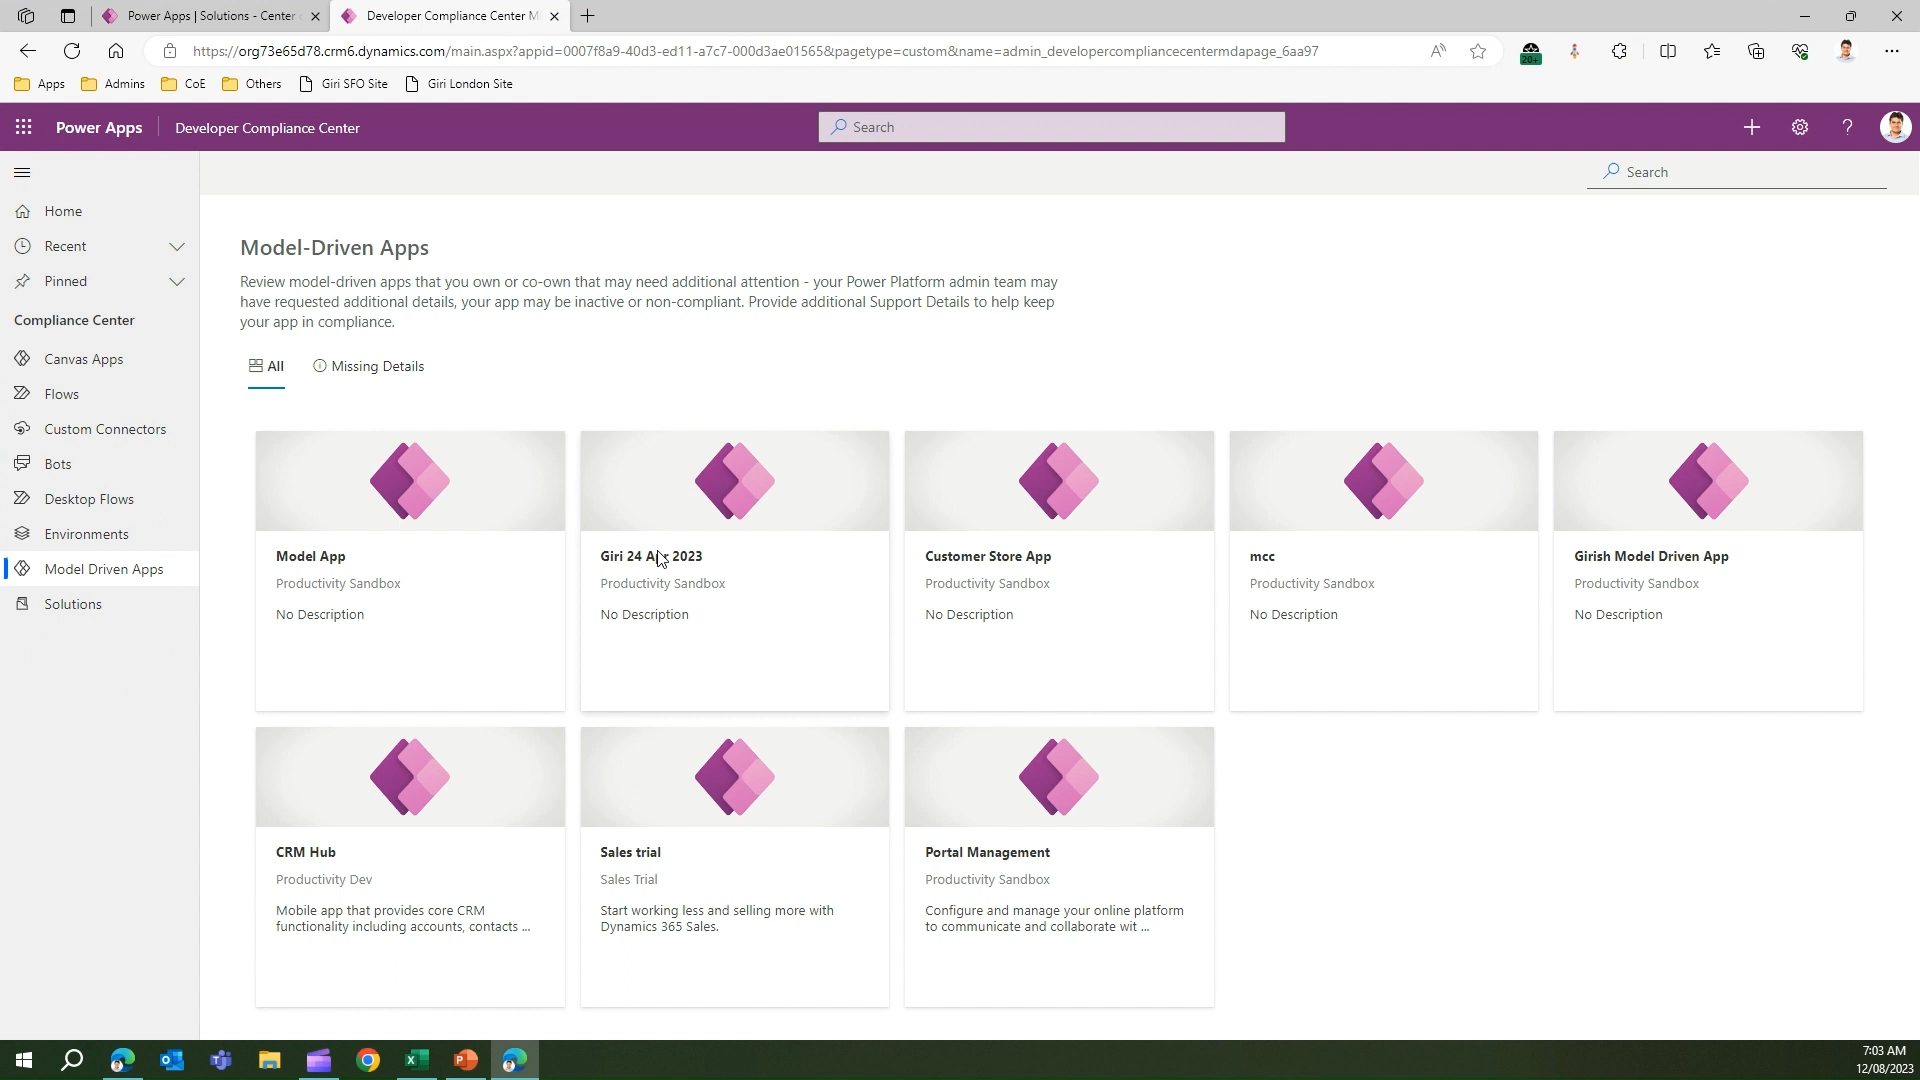 Power Apps | Solutions - Center
Developer Compliance Center M
https://org73e65d78.crm6.dynamics.com/main.aspx?appid=0007f8a9-40d3-ed11-a7c7-000d3ae01565&pagetype=custom&name=admin_developercompliancecentermdapage_6aa97
20+
Apps
Admins
CoE
Others
Giri SFO Site
Giri London Site
Power Apps
Developer Compliance Center
Search
Search
Home
Recent
Pinned
Compliance Center
Canvas Apps
Flows
Custom Connectors
Bots
Desktop Flows
Environments
Model Driven Apps
Solutions
Model-Driven Apps
Review model-driven apps that you own or co-own that may need additional attention - your Power Platform admin team may
have requested additional details, your app may be inactive or non-compliant. Provide additional Support Details to help keep
your app in compliance.
All
Missing Details
Model App
Productivity Sandbox
No Description
Giri 24 Apr 2023
Productivity Sandbox
No Description
Customer Store App
Productivity Sandbox
No Description
mcc
Productivity Sandbox
No Description
Girish Model Driven App
Productivity Sandbox
No Description
CRM Hub
Productivity Dev
Mobile app that provides core CRM
functionality including accounts, contacts ...
Sales trial
Sales Trial
Start working less and selling more with
Dynamics 365 Sales.
Portal Management
Productivity Sandbox
Configure and manage your online platform
to communicate and collaborate wit ...
7:03 AM
12/08/2023